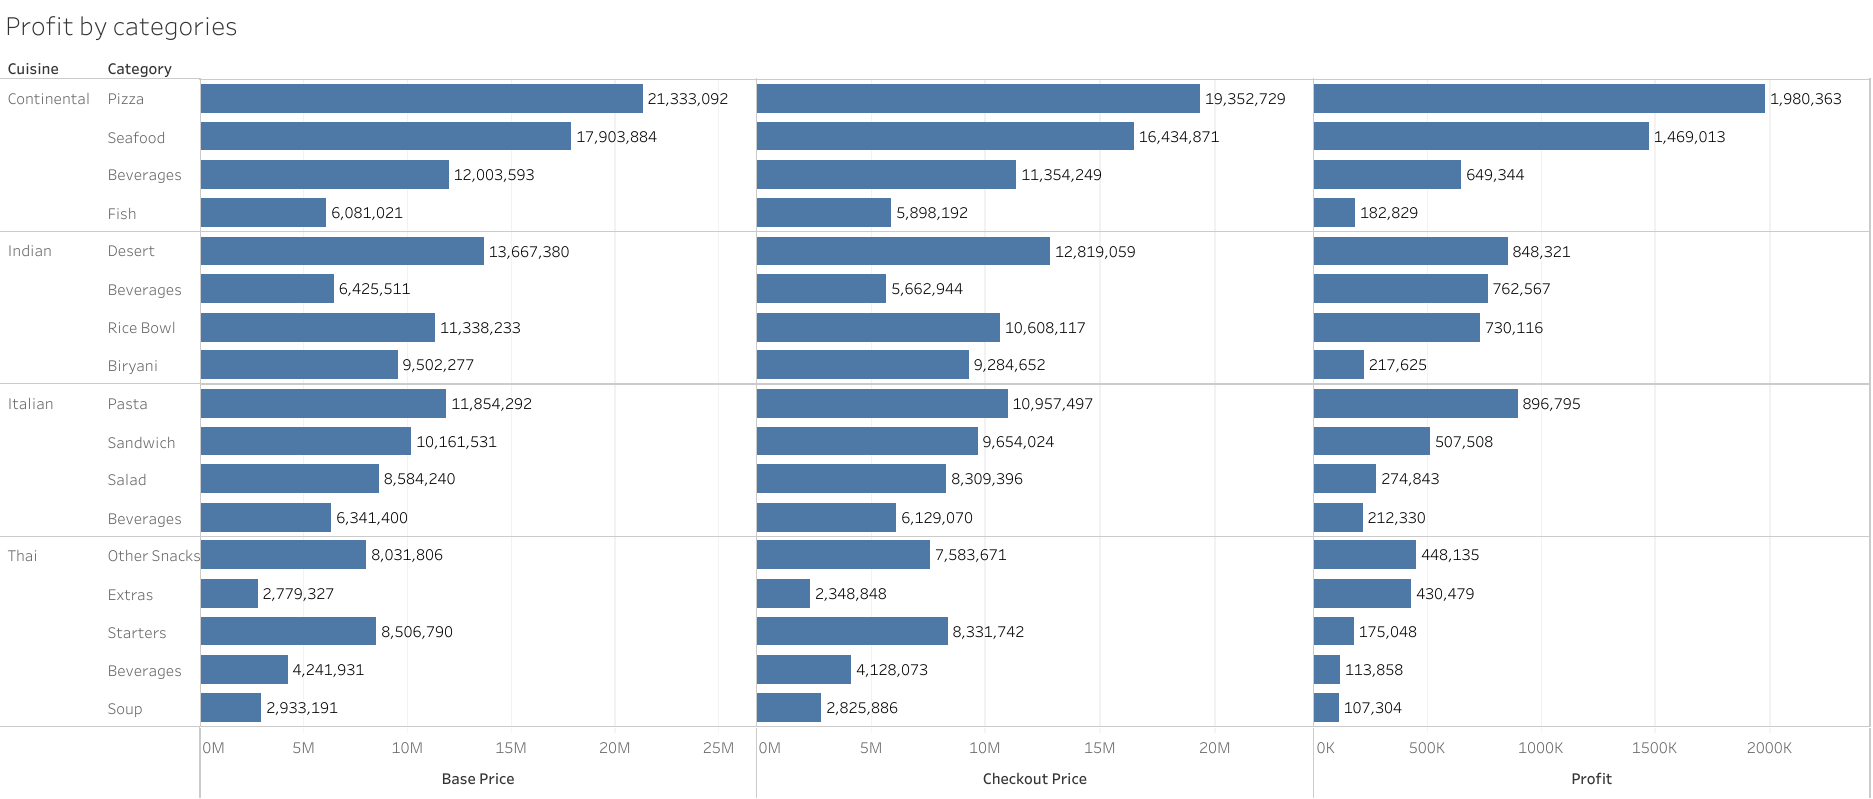 Profit by categories
Cuisine Category
Continental Pizza 21,333,092 19,352,729 1,980,363
Seafood 17,903,884 16,434,871 1,469,013
Beverages 12,003,593 11,354,249 649,344
Fish 6,081,021 5,898,192 182,829
Indian Desert 13,667,380 12,819,059 848,321
Beverages 6,425,511 5,662,944 762,567
Rice Bowl 11,338,233 10,608,117 730,116
Biryani 9,502,277 9,284,652 217,625
Italian Pasta 11,854,292 10,957,497 896,795
Sandwich 10,161,531 9,654,024 507,508
Salad 8,584,240 8,309,396 274,843
Beverages 6,341,400 6,129,070 212,330
Thai Other Snacks 8,031,806 7,583,671 448,135
Extras 2,779,327 2,348,848 430,479
Starters 8,506,790 8,331,742 175,048
Beverages 4,241,931 4,128,073 113,858
Soup 2,933,191 2,825,886 107,304
0M 5M 10M 15M 20M 25M 0M 5M 10M 15M 20M 0K 500K 1000K 1500K 2000K
Base Price Checkout Price Profit